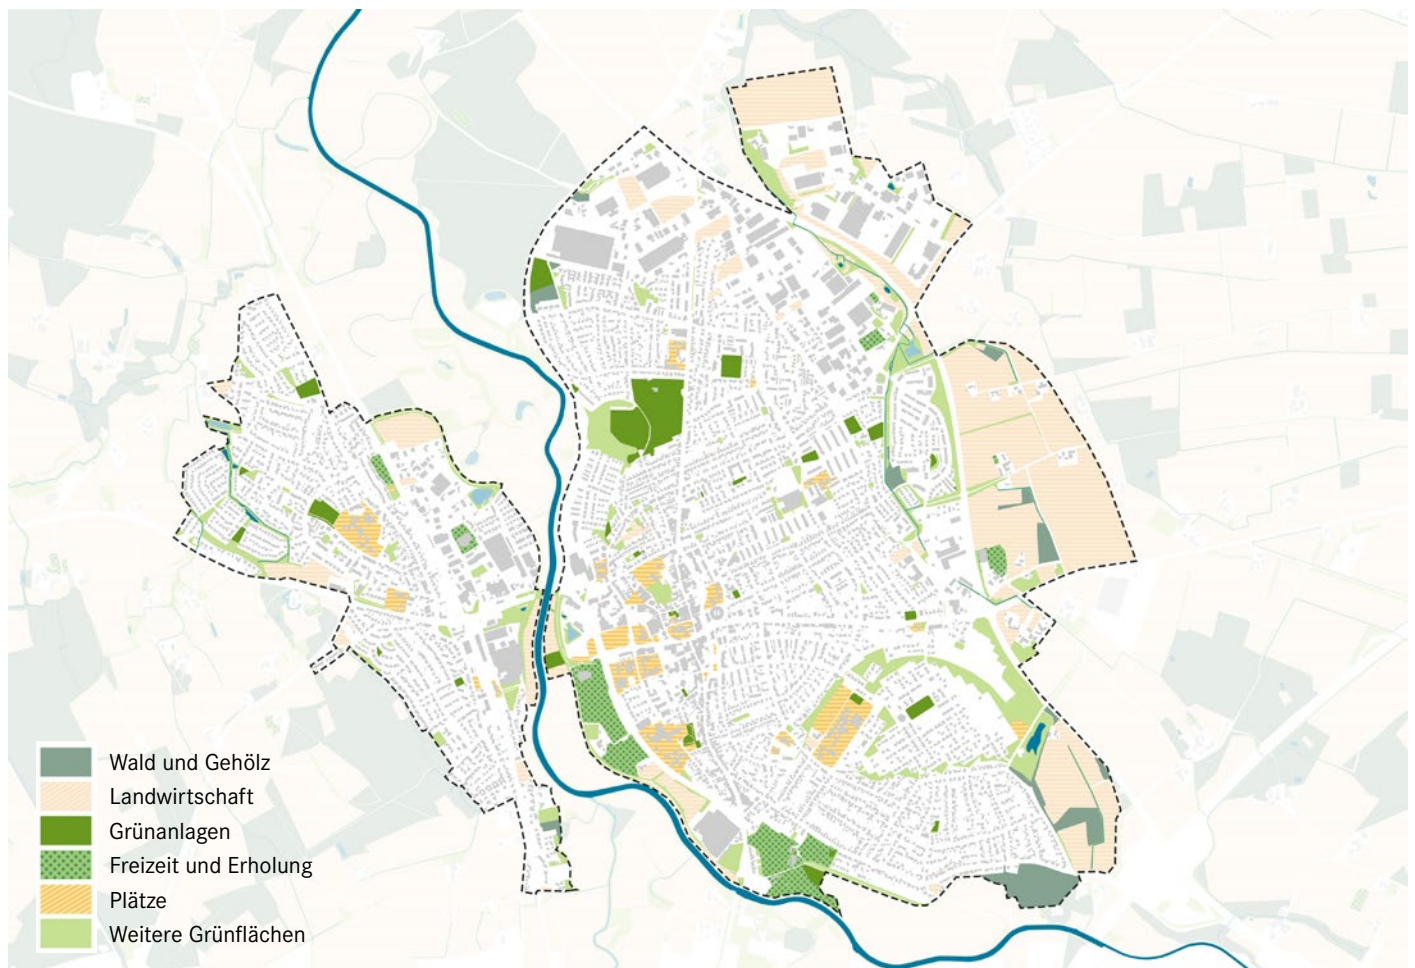 Wald und Gehölz
Landwirtschaft
Grünanlagen
Freizeit und Erholung
Plätze
Weitere Grünflächen